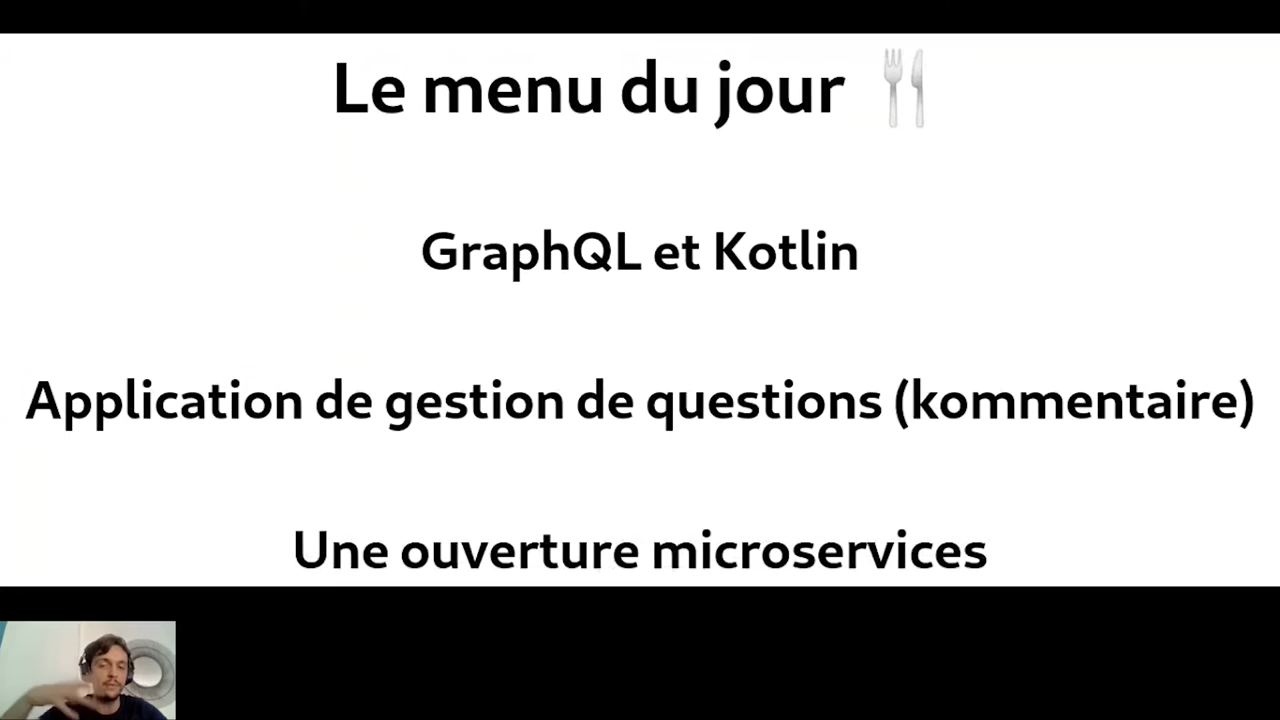 Le menu du jour 🍴
GraphQL et Kotlin
Application de gestion de questions (kommentaire)
Une ouverture microservices